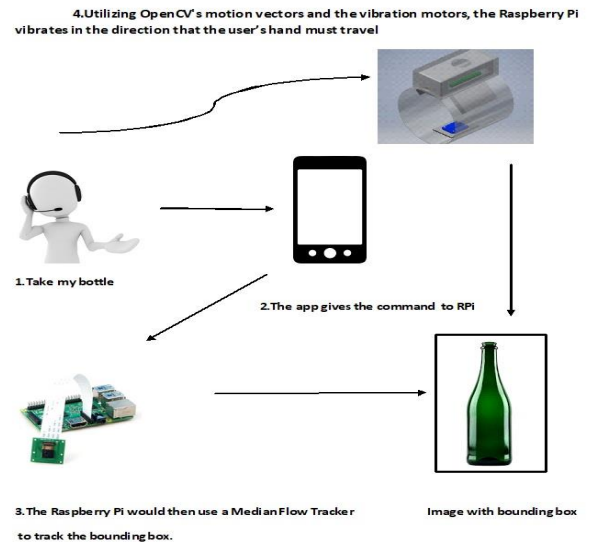 4.Utilizing OpenCV's motion vectors and the vibration motors, the Raspberry Pi
vibrates in the direction that the user's hand must travel
1.Take my bottle
2.The app gives the command to RPi
3.The Raspberry Pi would then use a Median Flow Tracker
to track the bounding box.
Image with bounding box